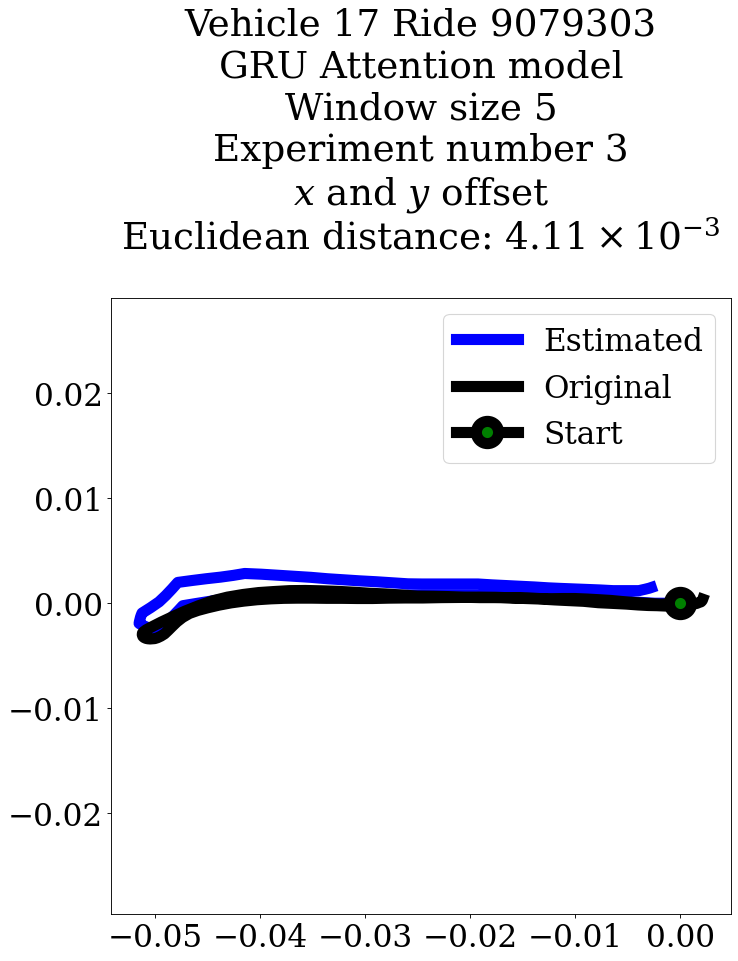 Vehicle 17 Ride 9079303
GRU Attention model
Window size 5
Experiment number 3
x and y offset
Euclidean distance: 4.11 × 10⁻³
Estimated
Original
Start
0.02
0.01
0.00
−0.01
−0.02
−0.05 −0.04 −0.03 −0.02 −0.01 0.00